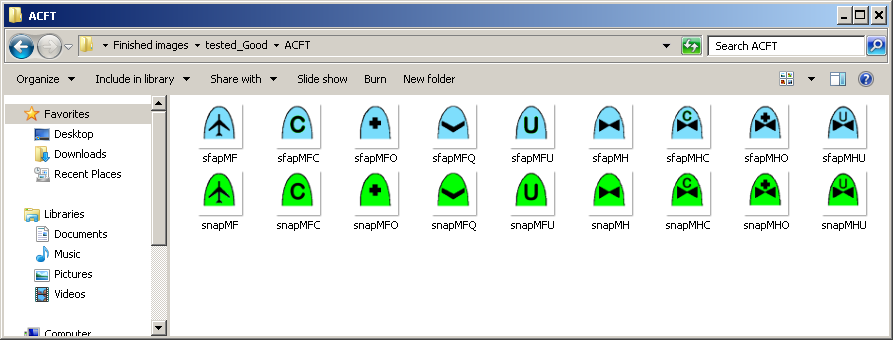 ACFT
Finished images tested_Good ACFT
Search ACFT
Organize Include in library Share with Slide show Burn New folder
Favorites
Desktop
Downloads
Recent Places
Libraries
Documents
Music
Pictures
Videos
Computer
C U C U
sfapMF sfapMFC sfapMFO sfapMFQ sfapMFU sfapMH sfapMHC sfapMHO sfapMHU
C U C U
snapMF snapMFC snapMFO snapMFQ snapMFU snapMH snapMHC snapMHO snapMHU